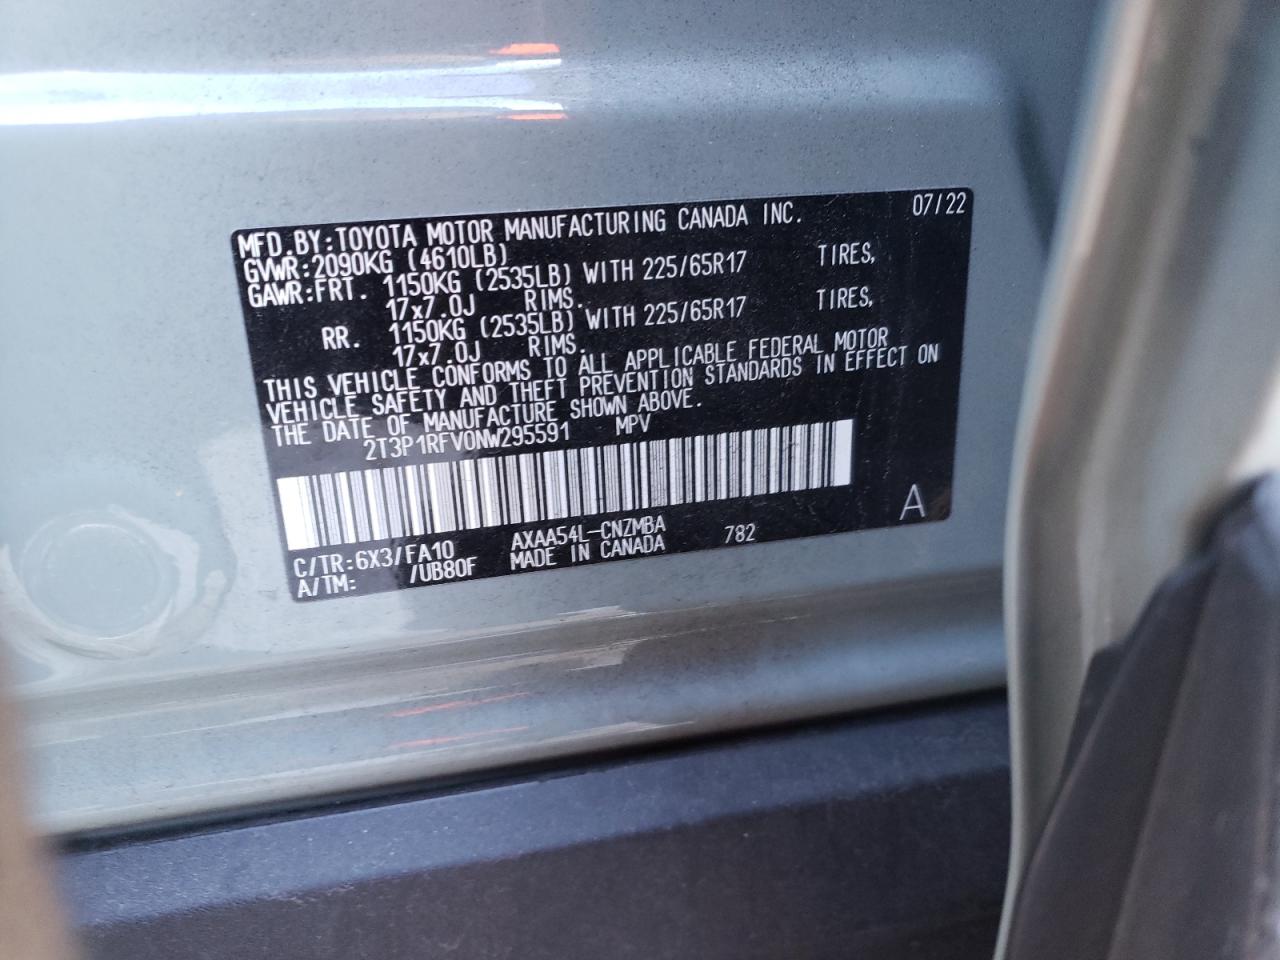 MFD.BY:TOYOTA MOTOR MANUFACTURING CANADA INC. 07/22
GVWR:2090KG (4610LB)
GAWR:FRT. 1150KG (2535LB) WITH 225/65R17 TIRES,
17x7.0J RIMS.
RR. 1150KG (2535LB) WITH 225/65R17 TIRES,
17x7.0J RIMS.
THIS VEHICLE CONFORMS TO ALL APPLICABLE FEDERAL MOTOR
VEHICLE SAFETY AND THEFT PREVENTION STANDARDS IN EFFECT ON
THE DATE OF MANUFACTURE SHOWN ABOVE.
2T3P1RFV0NW295591 MPV
A
C/TR:6X3/FA10 AXAA54L-CNZMBA 782
A/TM: /UB80F MADE IN CANADA